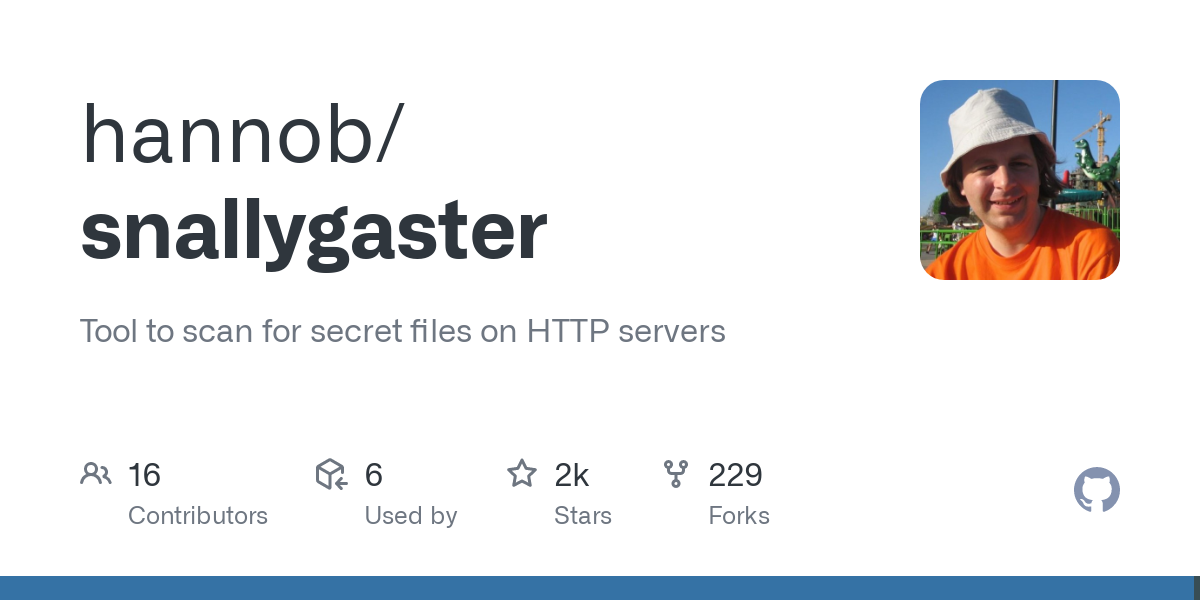 hannob/
snallygaster
Tool to scan for secret files on HTTP servers
16
Contributors
6
Used by
2k
Stars
229
Forks